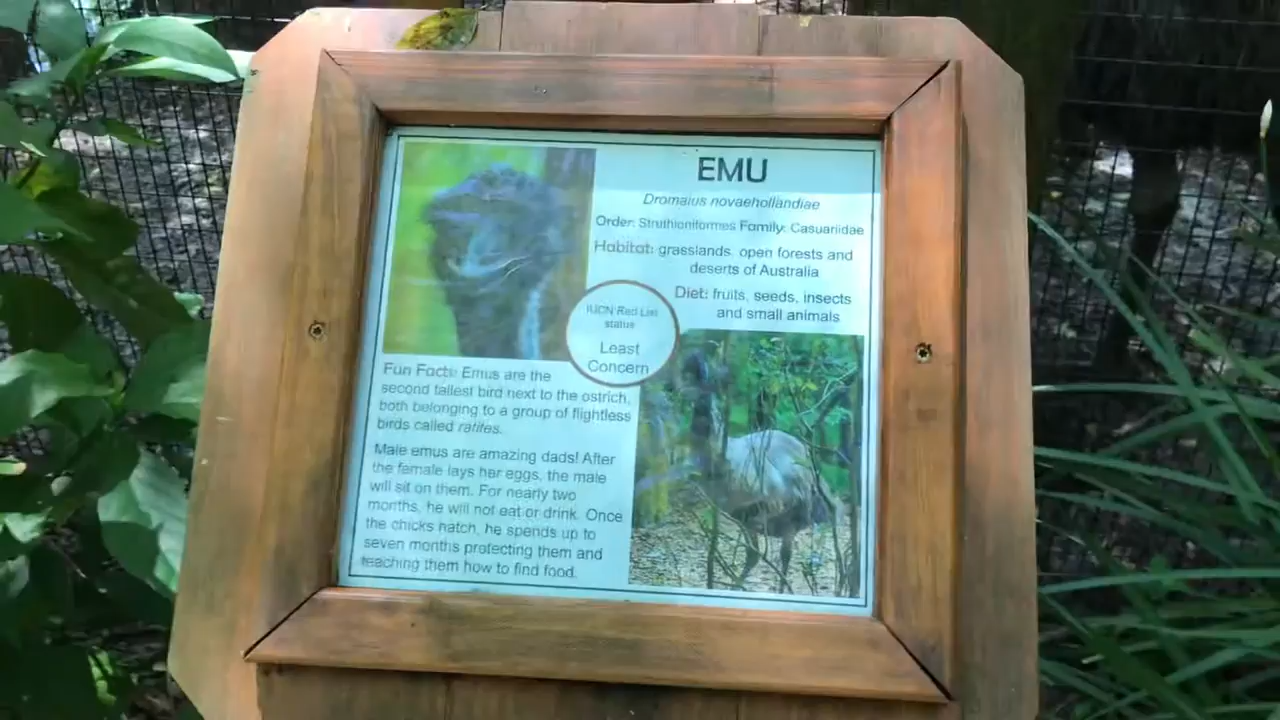 EMU
Dromaius novaehollandiae
Order: Struthioniformes Family: Casuariidae
Habitat: grasslands, open forests and
deserts of Australia
Diet: fruits, seeds, insects
and small animals
IUCN Red List
status
Least
Concern
Fun Facts: Emus are the
second tallest bird next to the ostrich,
both belonging to a group of flightless
birds called ratites.
Male emus are amazing dads! After
the female lays her eggs, the male
will sit on them. For nearly two
months, he will not eat or drink. Once
the chicks hatch, he spends up to
seven months protecting them and
teaching them how to find food.